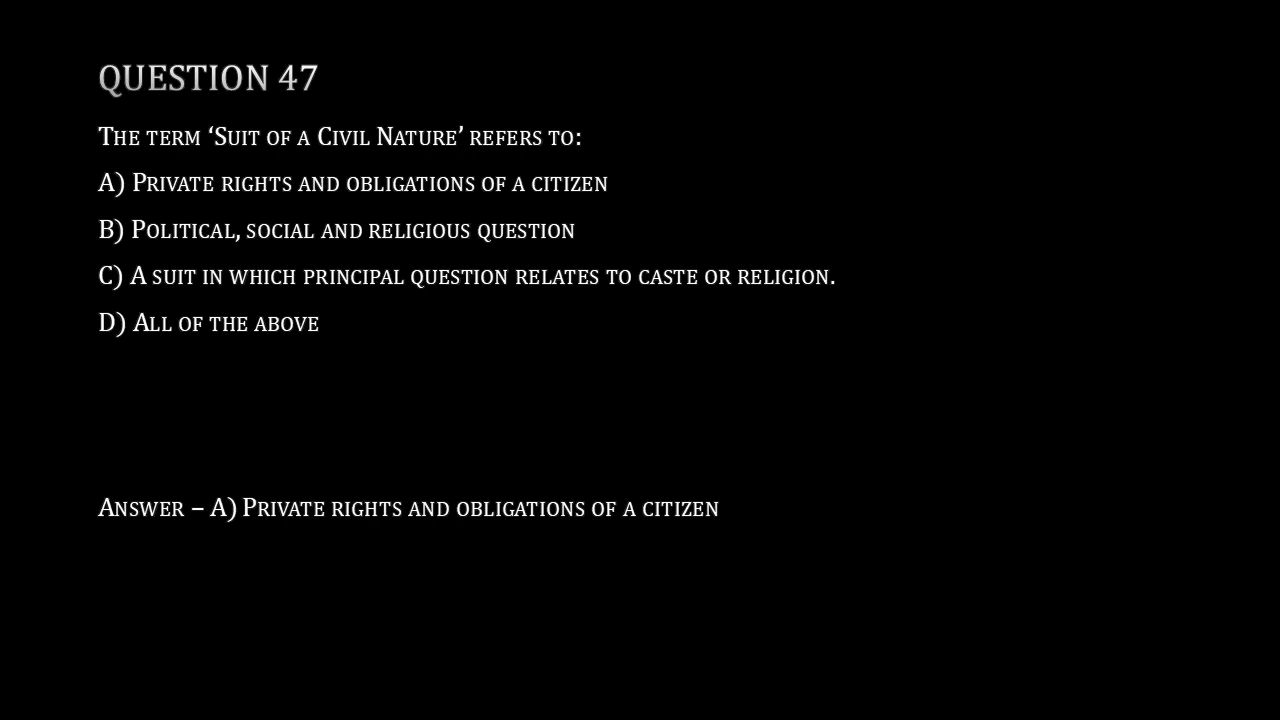 QUESTION 47
The term ‘Suit of a Civil Nature’ refers to:
A) Private rights and obligations of a citizen
B) Political, social and religious question
C) A suit in which principal question relates to caste or religion.
D) All of the above
Answer – A) Private rights and obligations of a citizen